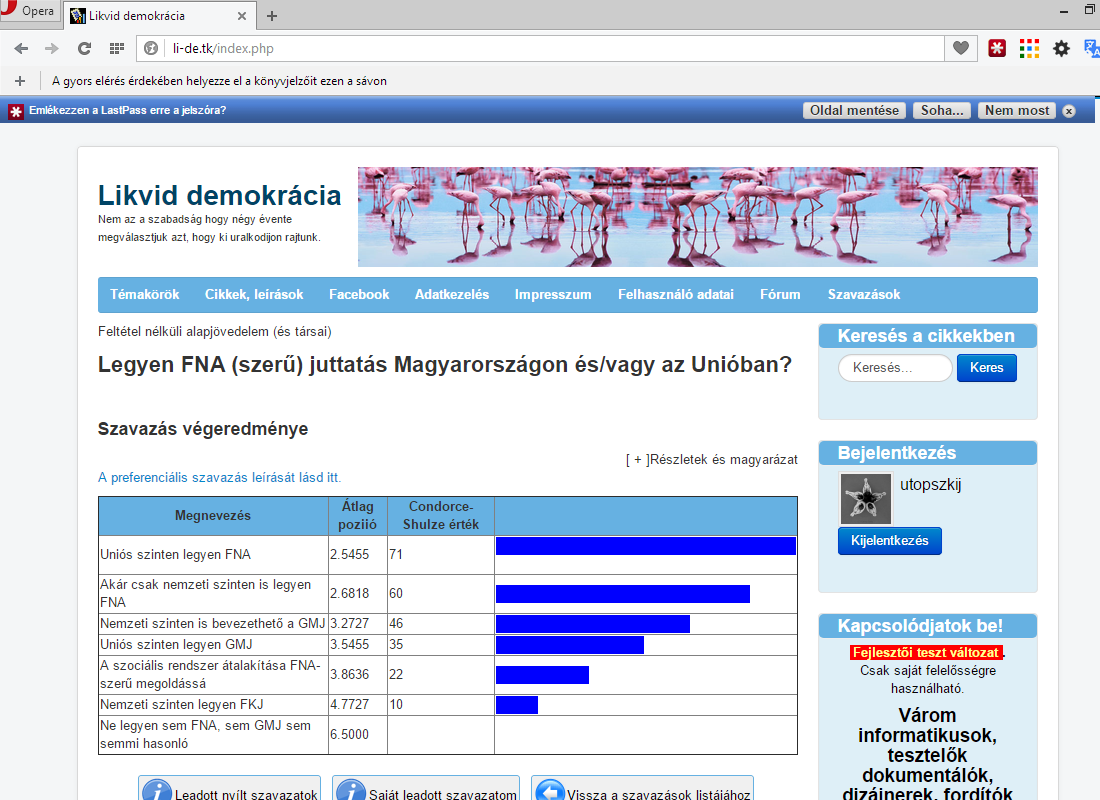 Opera
Likvid demokrácia
li-de.tk/index.php
A gyors elérés érdekében helyezze el a könyvjelzőit ezen a sávon
Emlékezzen a LastPass erre a jelszóra?
Oldal mentése
Soha...
Nem most
Likvid demokrácia
Nem az a szabadság hogy négy évente
megválasztjuk azt, hogy ki uralkodijon rajtunk.
Témakörök Cikkek, leírások Facebook Adatkezelés Impresszum Felhasználó adatai Fórum Szavazások
Feltétel nélküli alapjövedelem (és társai)
Legyen FNA (szerű) juttatás Magyarországon és/vagy az Unióban?
Szavazás végeredménye
[ + ]Részletek és magyarázat
A preferenciális szavazás leírását lásd itt.
Megnevezés
Átlag
poziió
Condorce-
Shulze érték
Uniós szinten legyen FNA 2.5455 71
Akár csak nemzeti szinten is legyen
FNA
2.6818 60
Nemzeti szinten is bevezethető a GMJ 3.2727 46
Uniós szinten legyen GMJ 3.5455 35
A szociális rendszer átalakítása FNA-
szerű megoldássá
3.8636 22
Nemzeti szinten legyen FKJ 4.7727 10
Ne legyen sem FNA, sem GMJ sem
semmi hasonló
6.5000
Leadott nyílt szavazatok
Saját leadott szavazatom
Vissza a szavazások listájához
Keresés a cikkekben
Keresés...
Keres
Bejelentkezés
utopszkij
Kijelentkezés
Kapcsolódjatok be!
Fejlesztői teszt változat .
Csak saját felelősségre
használható.
Várom
informatikusok,
tesztelők
dokumentálók,
dizájnerek, fordítók